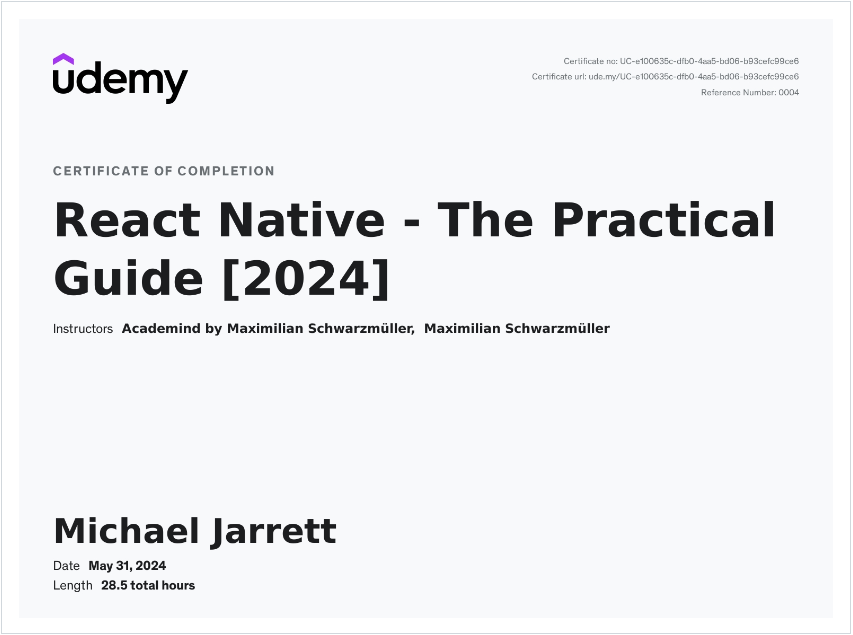 udemy
Certificate no: UC-e100635c-dfb0-4aa5-bd06-b93cefc99ce6
Certificate url: ude.my/UC-e100635c-dfb0-4aa5-bd06-b93cefc99ce6
Reference Number: 0004
CERTIFICATE OF COMPLETION
React Native - The Practical
Guide [2024]
Instructors Academind by Maximilian Schwarzmüller, Maximilian Schwarzmüller
Michael Jarrett
Date May 31, 2024
Length 28.5 total hours